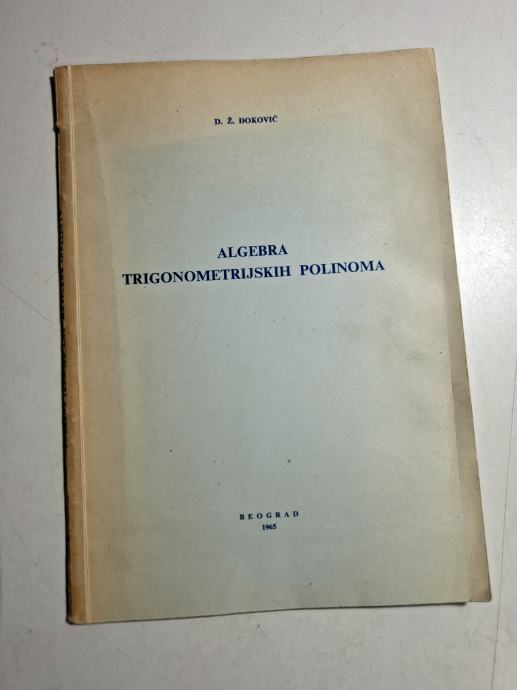 D. Ž. ĐOKOVIĆ
ALGEBRA
TRIGONOMETRIJSKIH POLINOMA
BEOGRAD
1965